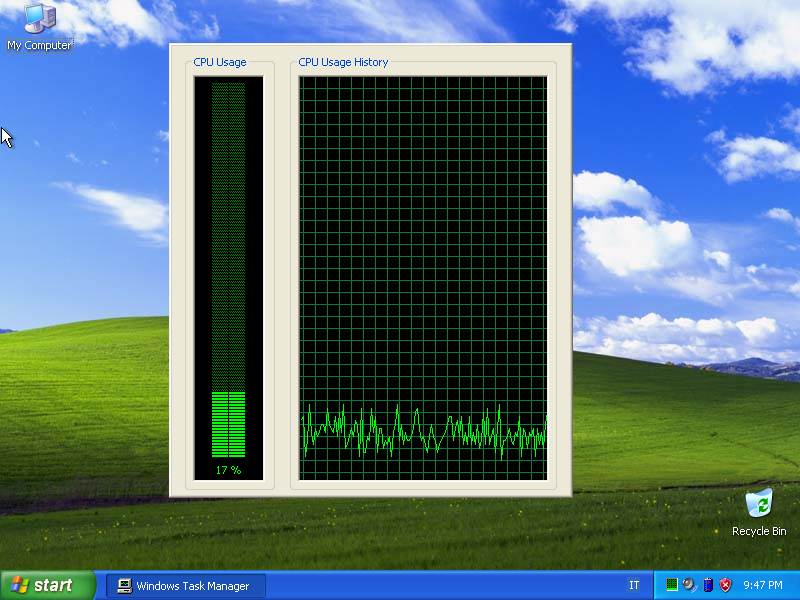 My Computer
CPU Usage
CPU Usage History
17 %
Recycle Bin
start
Windows Task Manager
IT
9:47 PM